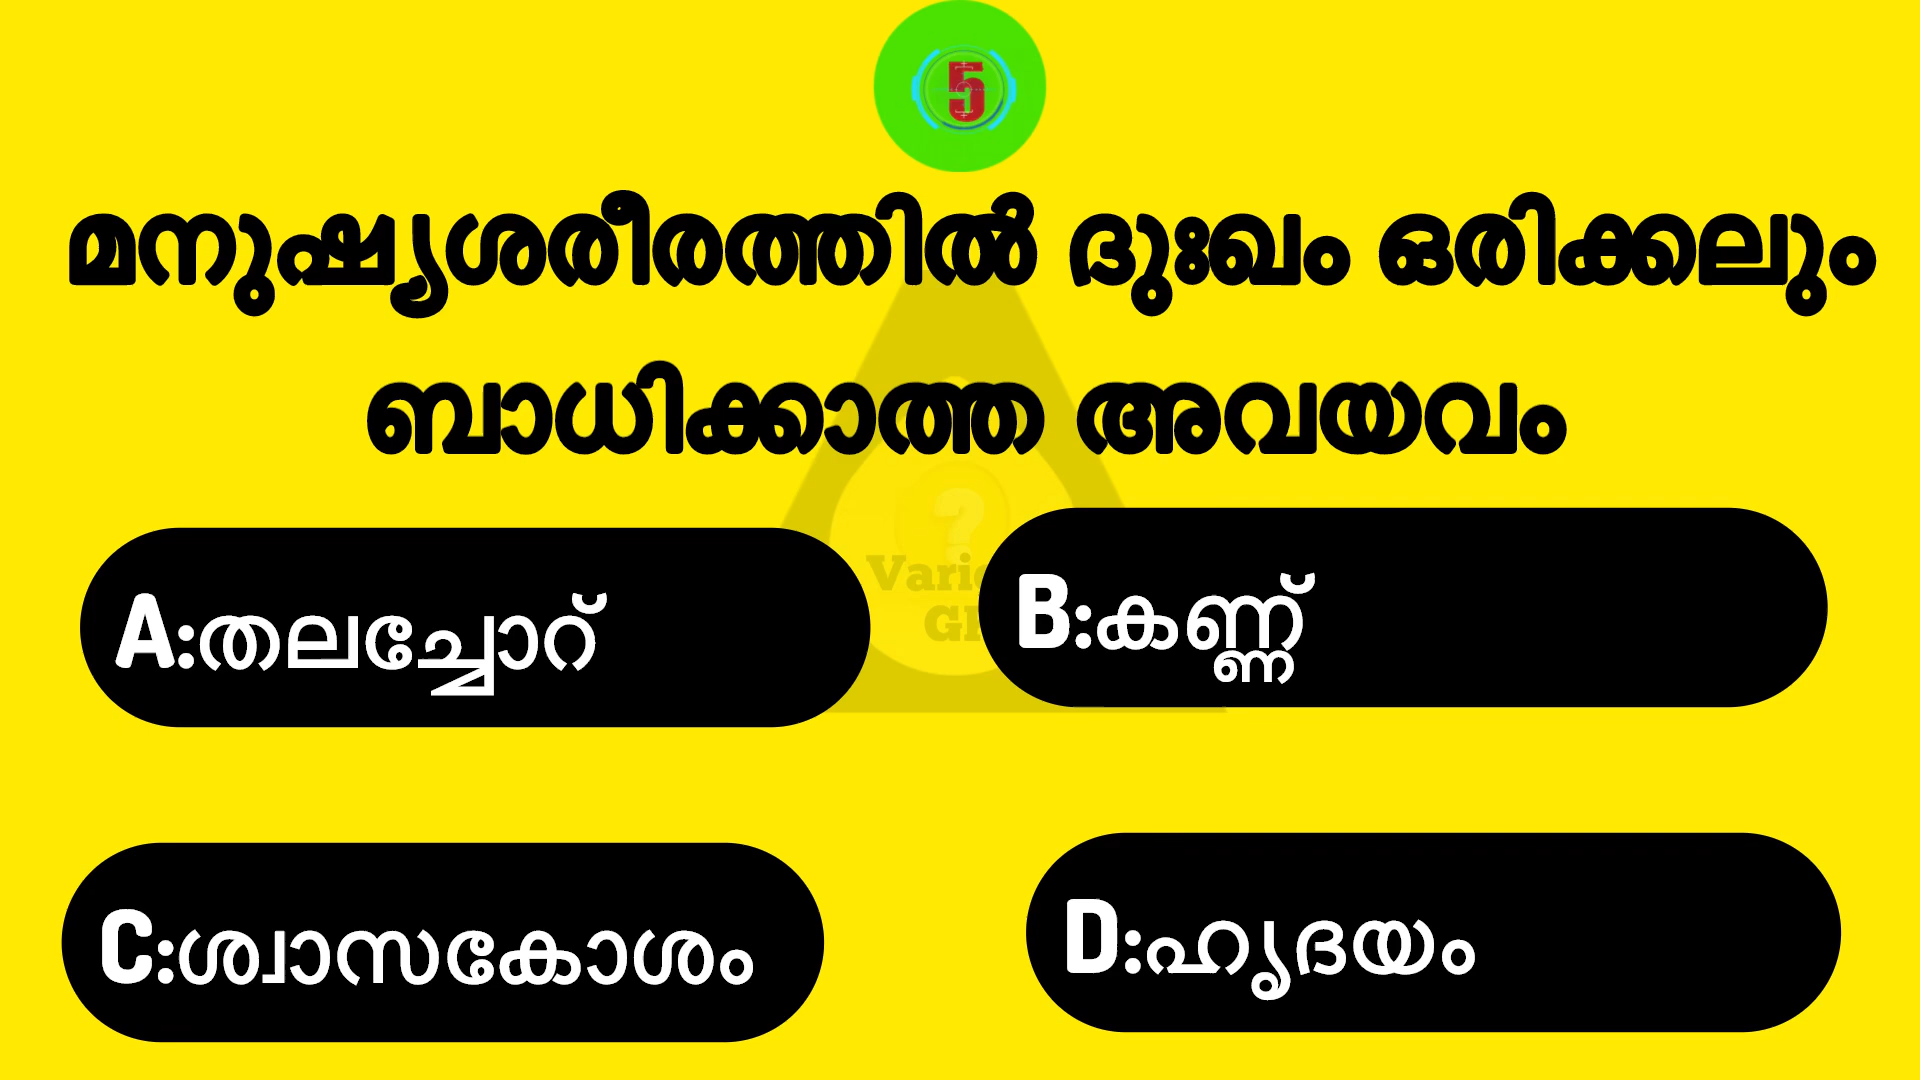 5
മനുഷ്യശരീരത്തിൽ ദുഃഖം ഒരിക്കലും
ബാധിക്കാത്ത അവയവം
A:തലച്ചോറ്
B:കണ്ണ്
C:ശ്വാസകോശം
D:ഹൃദയം
?